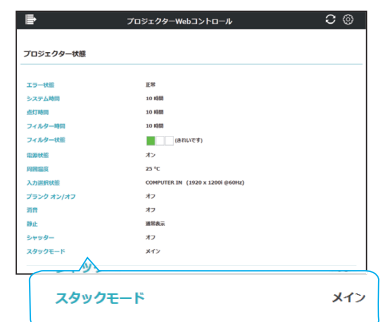 プロジェクターWebコントロール
プロジェクター状態
エラー状態 正常
システム時間 10 時間
点灯時間 10 時間
フィルター時間 10 時間
フィルター状態 (きれいです)
電源状態 オン
周囲温度 25 ℃
入力選択状態 COMPUTER IN (1920 x 1200i @60Hz)
ブランク オン/オフ オフ
消音 オフ
静止 通常表示
シャッター オフ
スタックモード メイン
スタックモード メイン